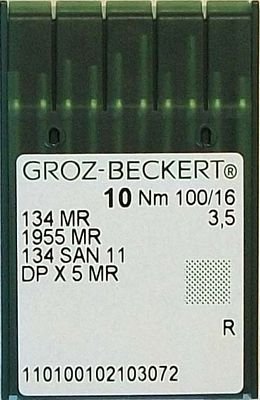 GROZ-BECKERT®
10 Nm 100/16
134 MR 3,5
1955 MR
134 SAN 11
DP X 5 MR
R
110100102103072